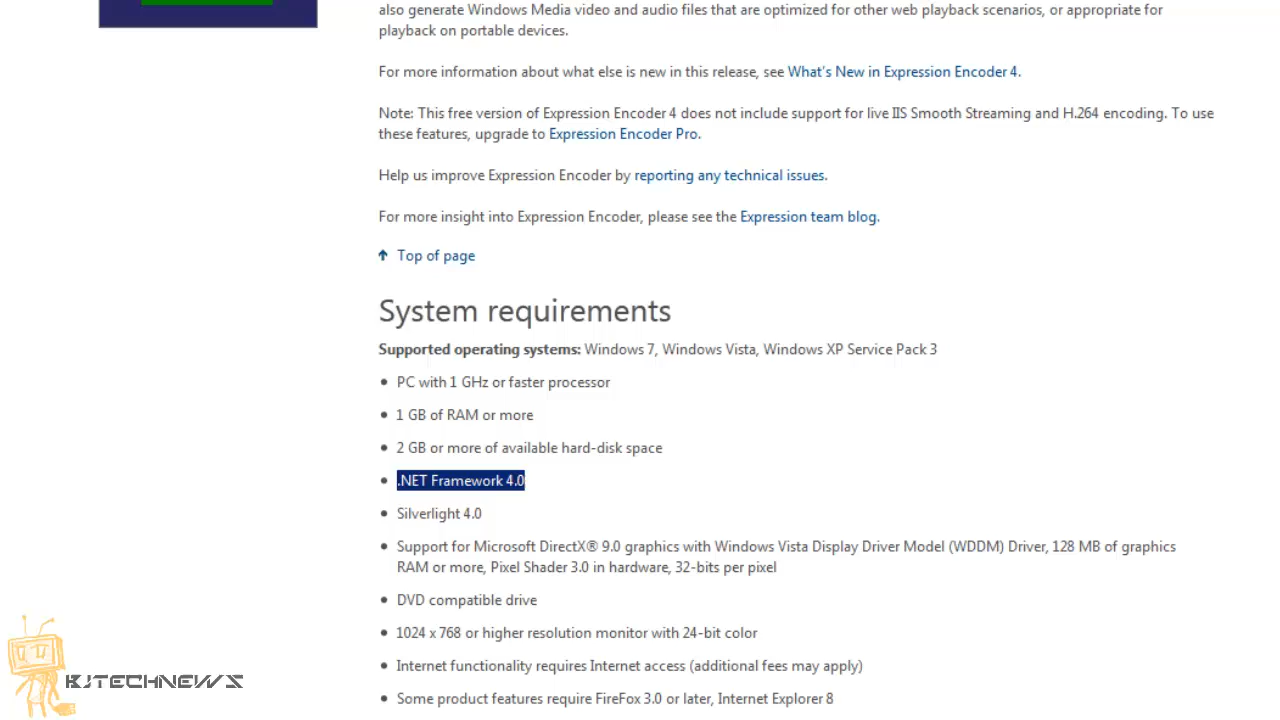 also generate Windows Media video and audio files that are optimized for other web playback scenarios, or appropriate for
playback on portable devices.
For more information about what else is new in this release, see What's New in Expression Encoder 4.
Note: This free version of Expression Encoder 4 does not include support for live IIS Smooth Streaming and H.264 encoding. To use
these features, upgrade to Expression Encoder Pro.
Help us improve Expression Encoder by reporting any technical issues.
For more insight into Expression Encoder, please see the Expression team blog.
Top of page
System requirements
Supported operating systems: Windows 7, Windows Vista, Windows XP Service Pack 3
• PC with 1 GHz or faster processor
• 1 GB of RAM or more
• 2 GB or more of available hard-disk space
• .NET Framework 4.0
• Silverlight 4.0
• Support for Microsoft DirectX® 9.0 graphics with Windows Vista Display Driver Model (WDDM) Driver, 128 MB of graphics
RAM or more, Pixel Shader 3.0 in hardware, 32-bits per pixel
• DVD compatible drive
• 1024 x 768 or higher resolution monitor with 24-bit color
• Internet functionality requires Internet access (additional fees may apply)
• Some product features require FireFox 3.0 or later, Internet Explorer 8
KJTECHNEWS